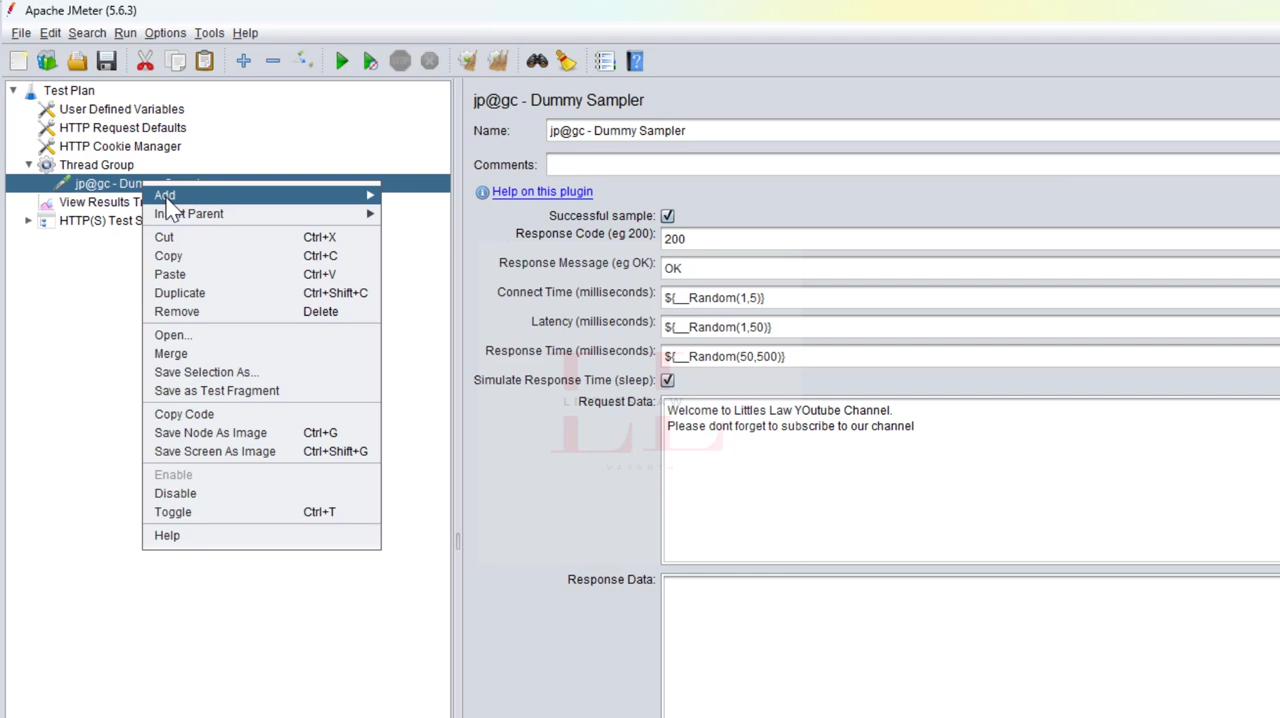 Apache JMeter (5.6.3)
File Edit Search Run Options Tools Help
Test Plan
User Defined Variables
HTTP Request Defaults
HTTP Cookie Manager
Thread Group
jp@gc - Dum
View Results Tr
HTTP(S) Test S
Add
In Parent
Cut Ctrl+X
Copy Ctrl+C
Paste Ctrl+V
Duplicate Ctrl+Shift+C
Remove Delete
Open...
Merge
Save Selection As...
Save as Test Fragment
Copy Code
Save Node As Image Ctrl+G
Save Screen As Image Ctrl+Shift+G
Enable
Disable
Toggle Ctrl+T
Help
jp@gc - Dummy Sampler
Name: jp@gc - Dummy Sampler
Comments:
Help on this plugin
Successful sample:
Response Code (eg 200): 200
Response Message (eg OK): OK
Connect Time (milliseconds): ${__Random(1,5)}
Latency (milliseconds): ${__Random(1,50)}
Response Time (milliseconds): ${__Random(50,500)}
Simulate Response Time (sleep):
Request Data: Welcome to Littles Law YOutube Channel.
Please dont forget to subscribe to our channel
Response Data: